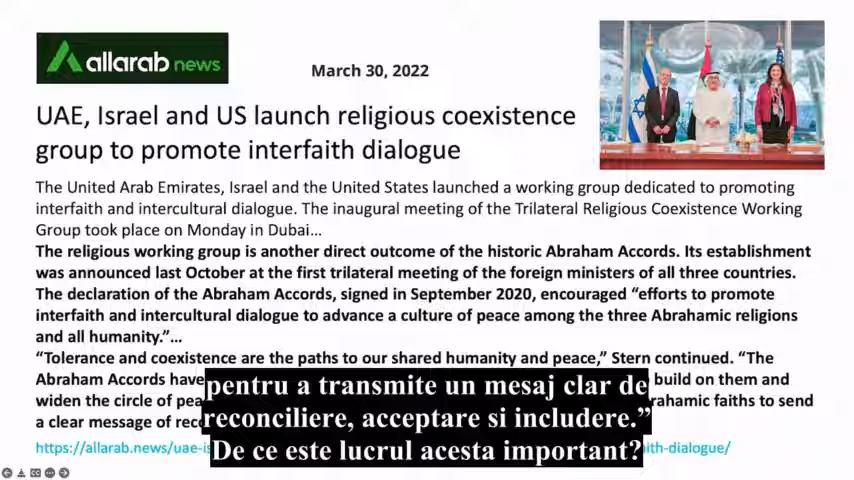 allarab news
March 30, 2022
UAE, Israel and US launch religious coexistence
group to promote interfaith dialogue
The United Arab Emirates, Israel and the United States launched a working group dedicated to promoting
interfaith and intercultural dialogue. The inaugural meeting of the Trilateral Religious Coexistence Working
Group took place on Monday in Dubai…
The religious working group is another direct outcome of the historic Abraham Accords. Its establishment
was announced last October at the first trilateral meeting of the foreign ministers of all three countries.
The declaration of the Abraham Accords, signed in September 2020, encouraged “efforts to promote
interfaith and intercultural dialogue to advance a culture of peace among the three Abrahamic religions
and all humanity.”…
“Tolerance and coexistence are the paths to our shared humanity and peace,” Stern continued. “The
Abraham Accords have build on them and
widen the circle of faiths to send
a clear message of
https://allarab.news/
pentru a transmite un mesaj clar de
reconciliere, acceptare si includere.”
De ce este lucrul acesta important?